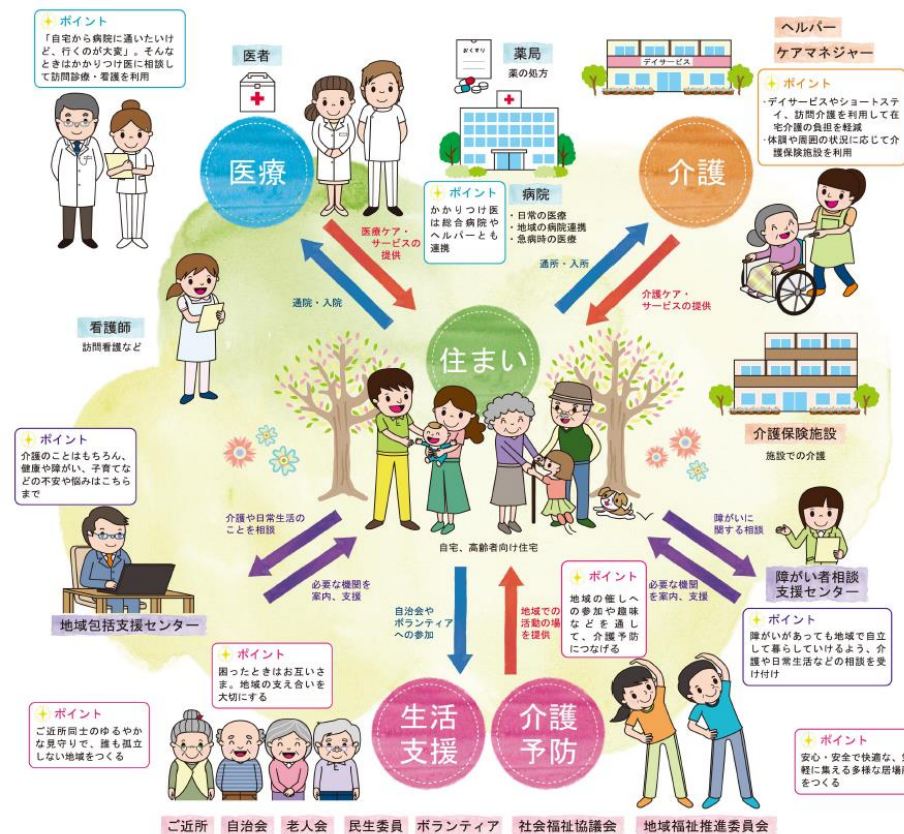 ポイント
「自宅から病院に通いたいけ
ど、行くのが大変」。そんな
ときはかかりつけ医に相談し
て訪問診療・看護を利用
医者
おくすり
薬局
薬の処方
デイサービス
ヘルパー
ケアマネジャー
ポイント
・デイサービスやショートステ
イ、訪問介護を利用して在
宅介護の負担を軽減
・体調や周囲の状況に応じて介
護保険施設を利用
医療
介護
ポイント
かかりつけ医
は総合病院や
ヘルパーとも
連携
病院
・日常の医療
・地域の病院連携
・急病時の医療
医療ケア・
サービスの
提供
通院・入院
通所・入所
介護ケア・
サービスの提供
看護師
訪問看護など
住まい
介護保険施設
施設での介護
ポイント
介護のことはもちろん、
健康や障がい、子育てな
どの不安や悩みはこちら
まで
介護や日常生活の
ことを相談
必要な機関を
案内、支援
地域包括支援センター
自宅、高齢者向け住宅
障がいに
関する相談
必要な機関を
案内、支援
障がい者相談
支援センター
自治会や
ボランティア
への参加
地域での
活動の場
を提供
ポイント
地域の催しへ
の参加や趣味
などを通し
て、介護予防
につなげる
ポイント
障がいがあっても地域で自立
して暮らしていけるよう、介
護や日常生活などの相談を受
け付け
ポイント
困ったときはお互いさ
ま。地域の支え合いを
大切にする
ポイント
ご近所同士のゆるやか
な見守りで、誰も孤立
しない地域をつくる
生活
支援
介護
予防
ポイント
安心・安全で快適な、
軽に集える多様な居場
をつくる
ご近所 自治会 老人会 民生委員 ボランティア 社会福祉協議会 地域福祉推進委員会